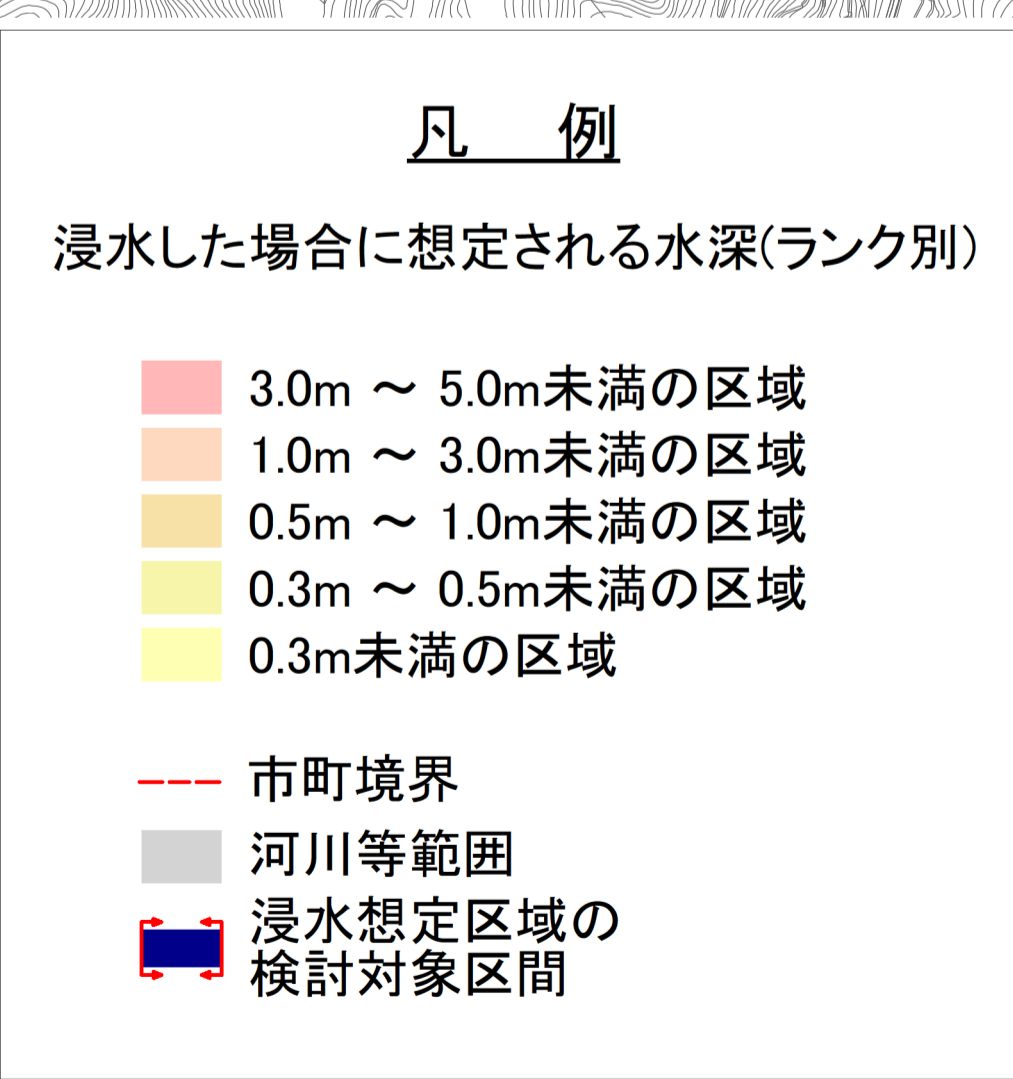 凡　例
浸水した場合に想定される水深(ランク別)
3.0m ～ 5.0m未満の区域
1.0m ～ 3.0m未満の区域
0.5m ～ 1.0m未満の区域
0.3m ～ 0.5m未満の区域
0.3m未満の区域
市町境界
河川等範囲
浸水想定区域の
検討対象区間